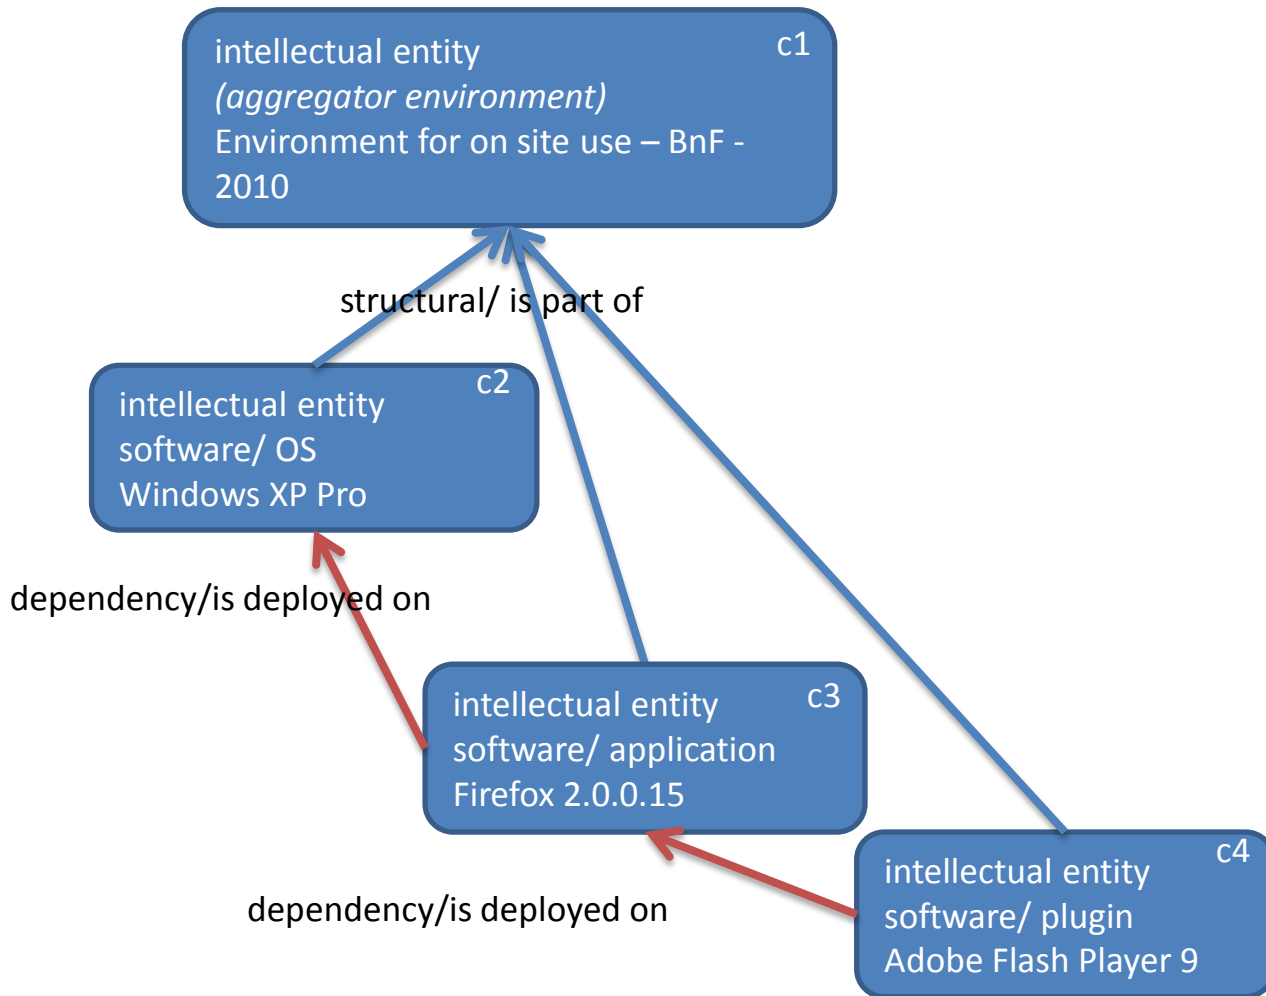 c1
intellectual entity
(aggregator environment)
Environment for on site use – BnF -
2010
structural/ is part of
c2
intellectual entity
software/ OS
Windows XP Pro
dependency/is deployed on
c3
intellectual entity
software/ application
Firefox 2.0.0.15
c4
intellectual entity
software/ plugin
Adobe Flash Player 9
dependency/is deployed on